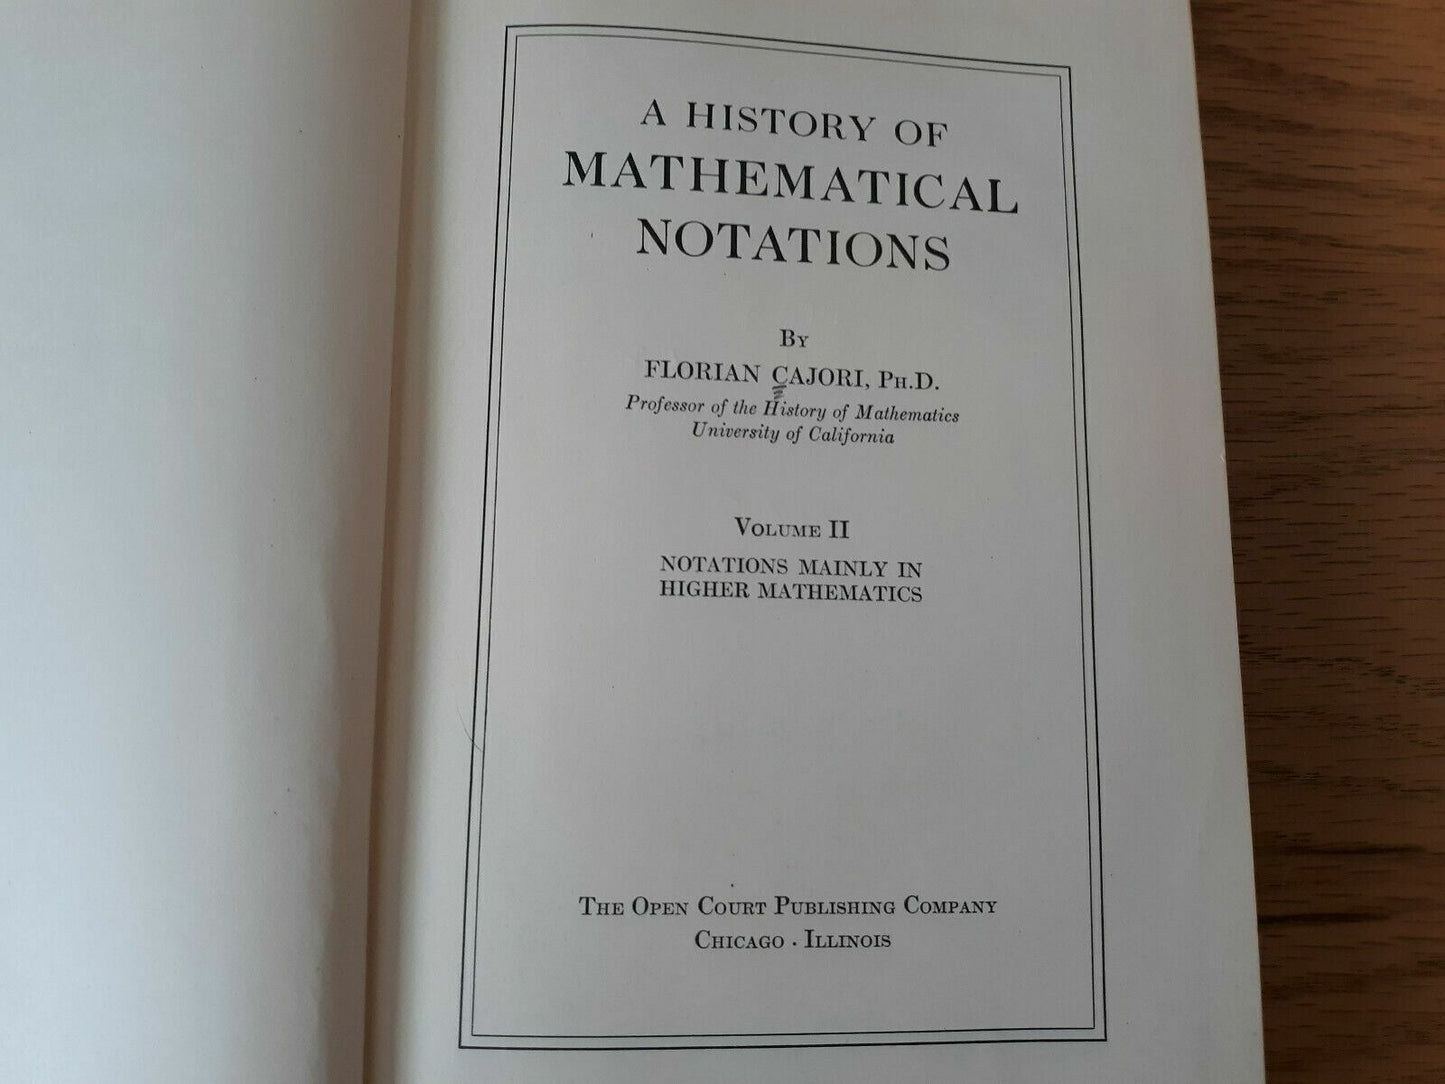 A HISTORY OF
MATHEMATICAL
NOTATIONS
By
FLORIAN CAJORI, Ph.D.
Professor of the History of Mathematics
University of California
Volume II
NOTATIONS MAINLY IN
HIGHER MATHEMATICS
The Open Court Publishing Company
Chicago · Illinois